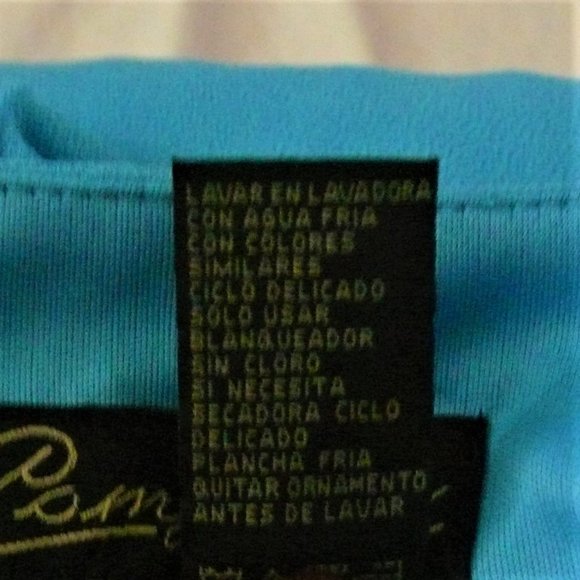 LAVAR EN LAVADORA
CON AGUA FRIA
CON COLORES
SIMILARES
CICLO DELICADO
SOLO USAR
BLANQUEADOR
SIN CLORO
SI NECESITA
SECADORA CICLO
DELICADO
PLANCHA FRIA
QUITAR ORNAMENTO
ANTES DE LAVAR